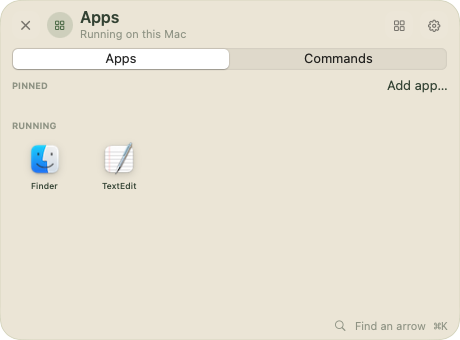 Apps
Running on this Mac
Apps
Commands
PINNED
Add app...
RUNNING
Finder
TextEdit
Find an arrow ⌘K